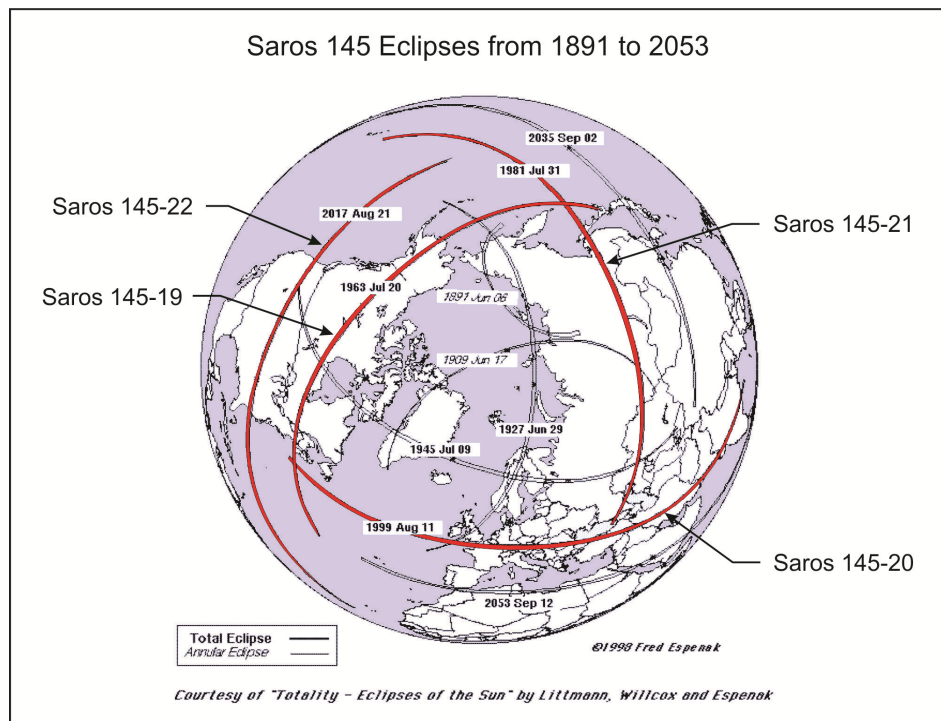 Saros 145 Eclipses from 1891 to 2053
2035 Sep 02
1981 Jul 31
Saros 145-22
2017 Aug 21
Saros 145-21
Saros 145-19
1963 Jul 20
1891 Jun 06
1909 Jun 17
1927 Jun 29
1945 Jul 09
1999 Aug 11
Saros 145-20
2053 Sep 12
Total Eclipse
Annular Eclipse
©1998 Fred Espenak
Courtesy of "Totality - Eclipses of the Sun" by Littmann, Willcox and Espenak